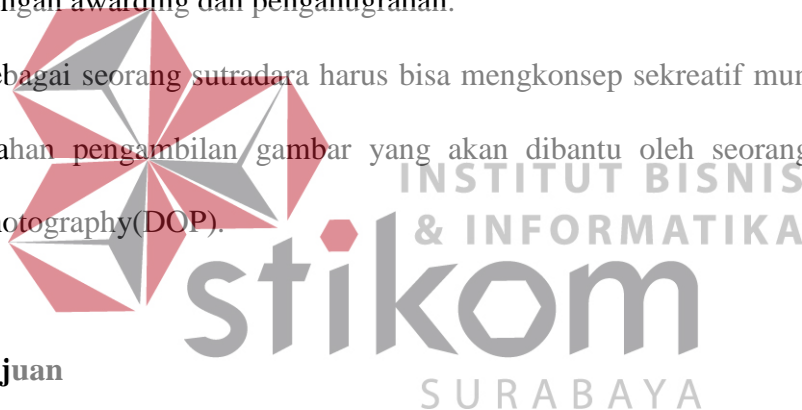 ngan awarding dan penganugrahan.
ebagai seorang sutradara harus bisa mengkonsep sekreatif mun
ahan pengambilan gambar yang akan dibantu oleh seorang
hotography(DOP).
INSTITUT BISNIS
& INFORMATIKA
stikom
SURABAYA
juan